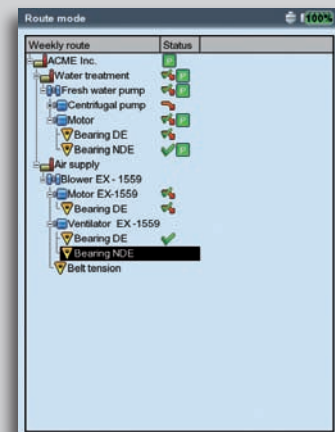 Route mode 100%
Weekly route Status
ACME Inc. P
Water treatment P
Fresh water pump P
Centrifugal pump
Motor P
Bearing DE
Bearing NDE P
Air supply
Blower EX - 1559
Motor EX-1559
Bearing DE
Ventilator EX -1559
Bearing DE
Bearing NDE
Belt tension